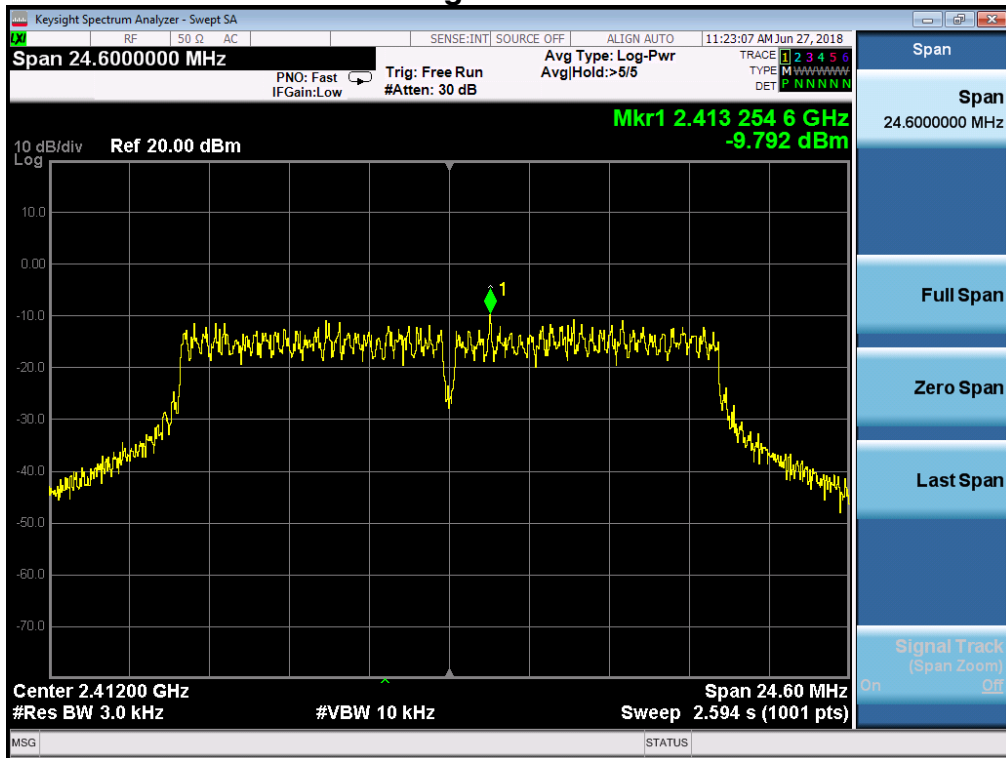 Keysight Spectrum Analyzer - Swept SA
LXI RF 50 Ω AC SENSE:INT SOURCE OFF ALIGN AUTO 11:23:07 AM Jun 27, 2018
Span 24.6000000 MHz
PNO: Fast
IFGain:Low
Trig: Free Run
#Atten: 30 dB
Avg Type: Log-Pwr
Avg|Hold:>5/5
TRACE 1 2 3 4 5 6
TYPE M WWWWW
DET P N N N N N
Mkr1 2.413 254 6 GHz
-9.792 dBm
10 dB/div Ref 20.00 dBm
Log
10.0
0.00
-10.0
-20.0
-30.0
-40.0
-50.0
-60.0
-70.0
1
Center 2.41200 GHz Span 24.60 MHz
#Res BW 3.0 kHz #VBW 10 kHz Sweep 2.594 s (1001 pts)
MSG STATUS
Span
Span
24.6000000 MHz
Full Span
Zero Span
Last Span
Signal Track
(Span Zoom)
On Off